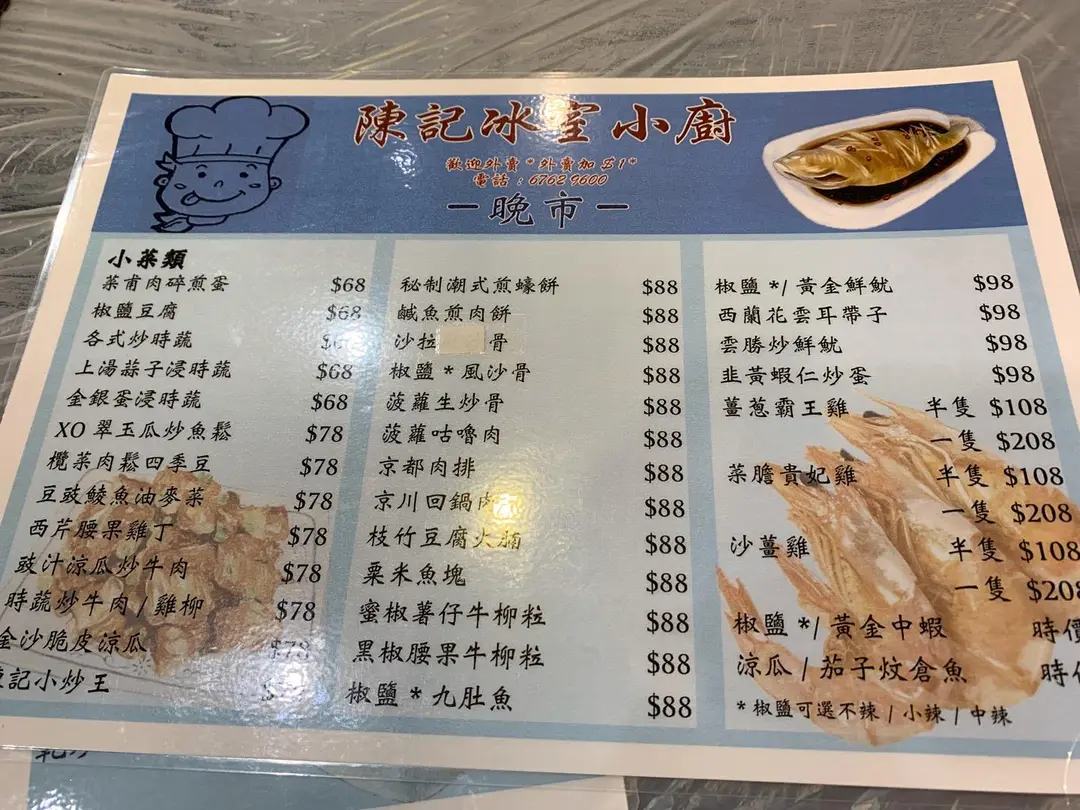 陳記冰室小廚
歡迎外賣*外賣加$1*
電話:6762 9600
－晚市－
小菜類
菜甫肉碎煎蛋 $68
椒鹽豆腐 $68
各式炒時蔬
上湯蒜子浸時蔬 $68
金銀蛋浸時蔬 $68
XO 翠玉瓜炒魚鬆 $78
欖菜肉鬆四季豆 $78
豆豉鯪魚油麥菜 $78
西芹腰果雞丁 $78
豉汁涼瓜炒牛肉 $78
時蔬炒牛肉 / 雞柳 $78
金沙脆皮涼瓜 $78
陳記小炒王
秘制潮式煎蠔餅 $88
鹹魚煎肉餅 $88
沙拉 骨 $88
椒鹽 * 風沙骨 $88
菠蘿生炒骨 $88
菠蘿咕嚕肉 $88
京都肉排 $88
京川回鍋肉 $88
枝竹豆腐火腩 $88
粟米魚塊 $88
蜜椒薯仔牛柳粒 $88
黑椒腰果牛柳粒 $88
椒鹽 * 九肚魚 $88
椒鹽 */ 黃金鮮魷 $98
西蘭花雲耳帶子 $98
雲勝炒鮮魷 $98
韭黃蝦仁炒蛋 $98
薑蔥霸王雞 半隻 $108
一隻 $208
菜膽貴妃雞 半隻 $108
一隻 $208
沙薑雞 半隻 $108
一隻 $208
椒鹽 */ 黃金中蝦 時價
涼瓜 / 茄子炆倉魚 時價
* 椒鹽可選不辣 / 小辣 / 中辣